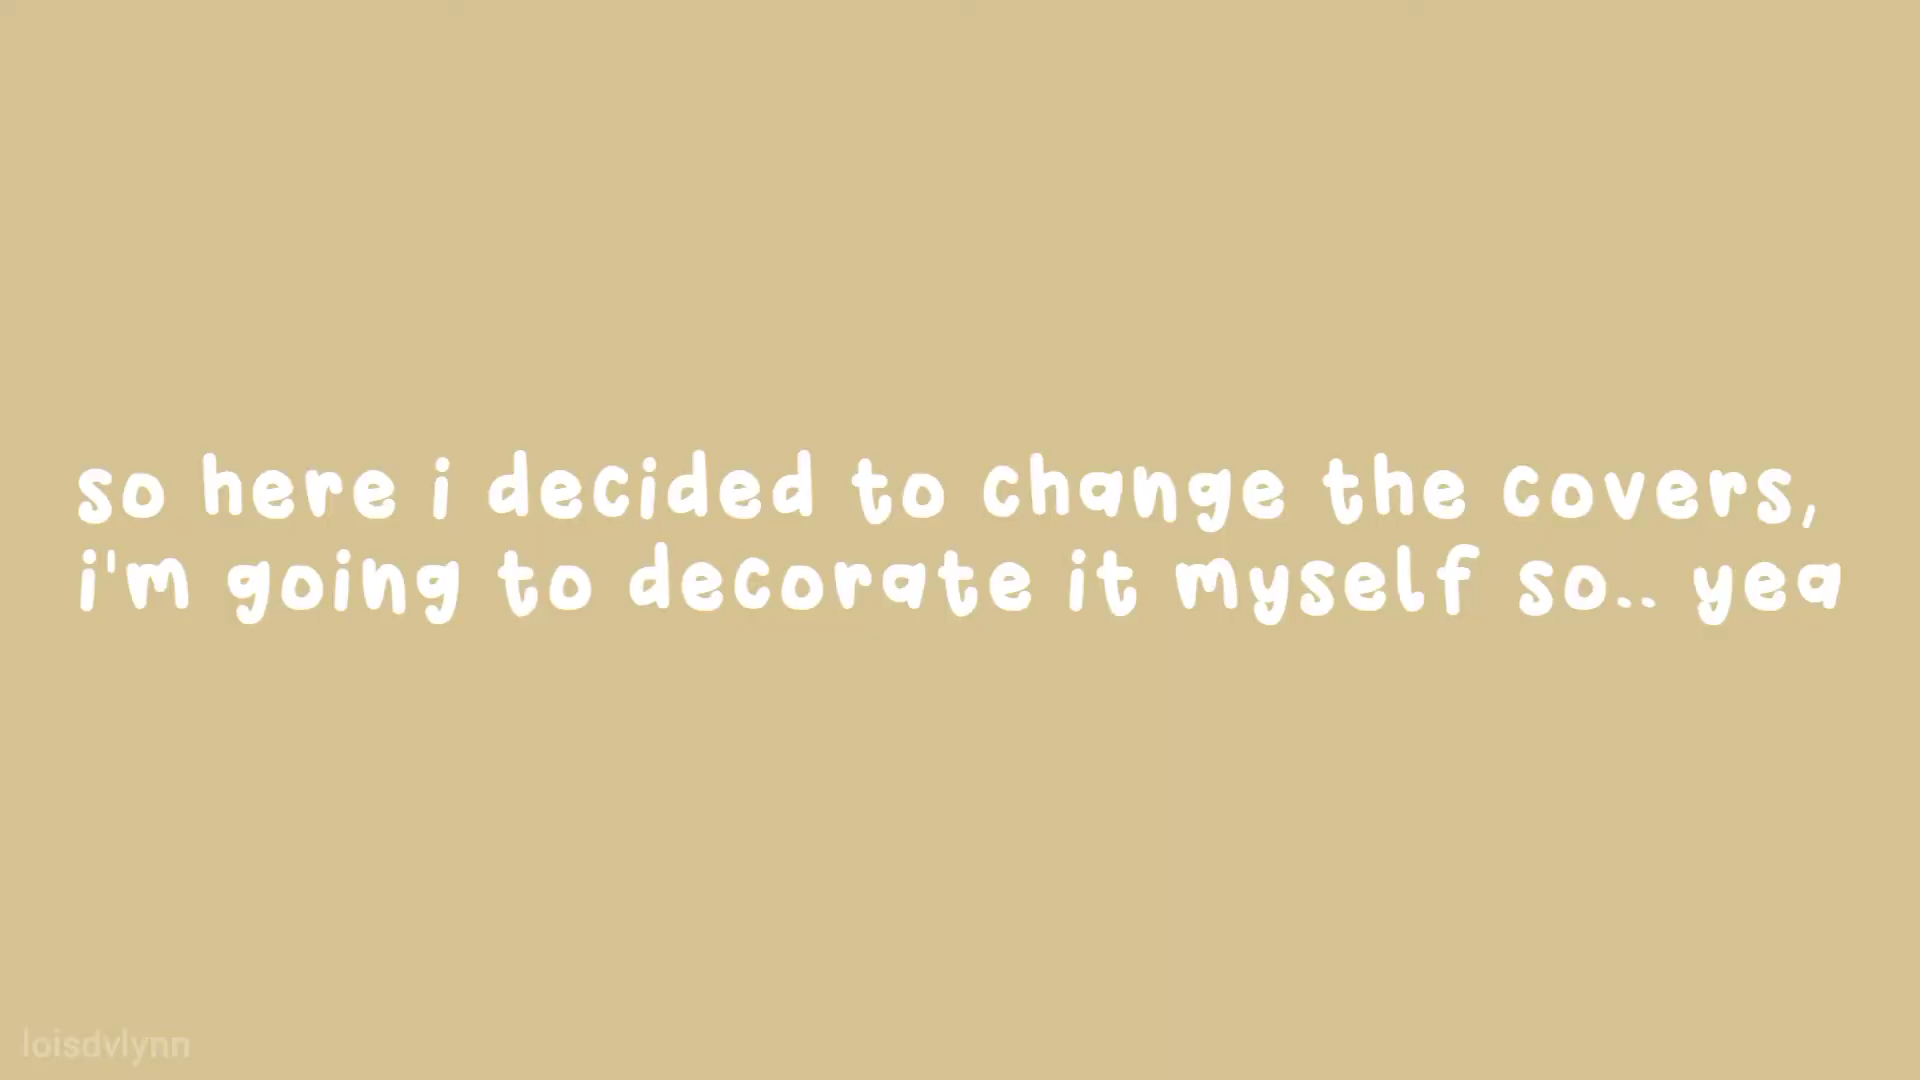 so here i decided to change the covers,
i'm going to decorate it myself so.. yea
loisdvlynn